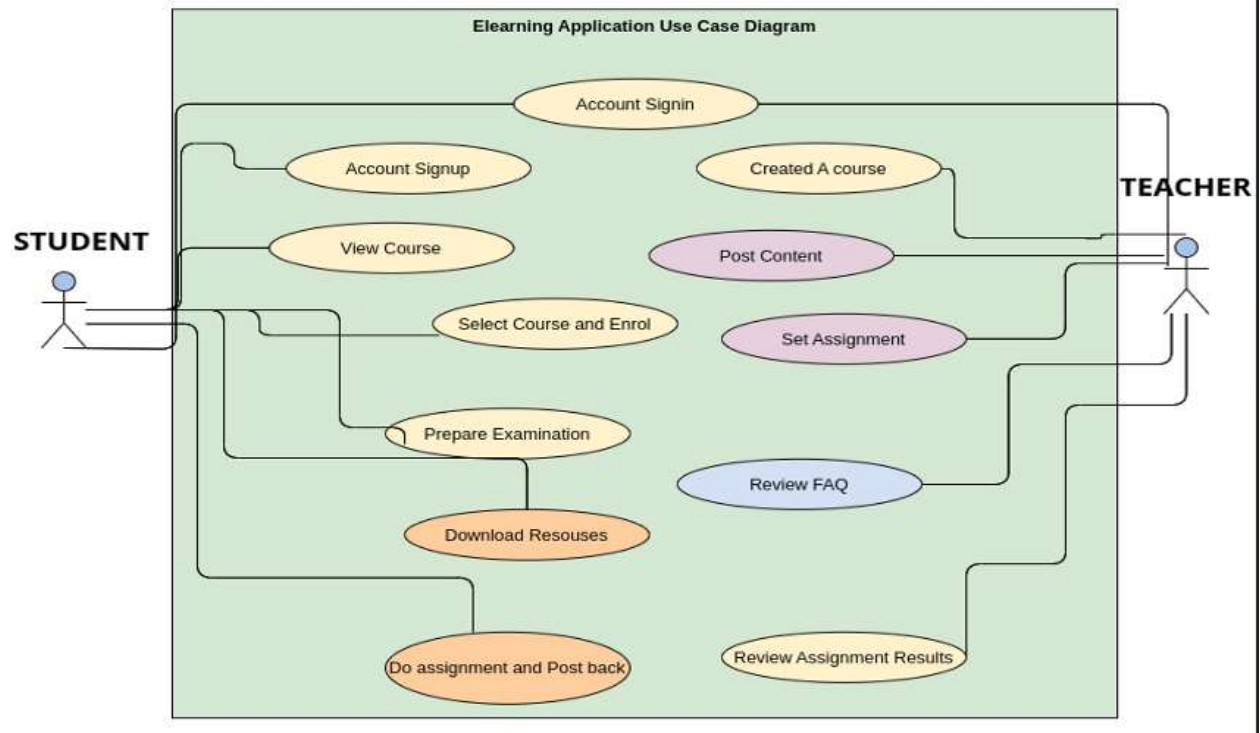 Elearning Application Use Case Diagram
Account Signin
Account Signup
Created A course
TEACHER
STUDENT
View Course
Post Content
Select Course and Enrol
Set Assignment
Prepare Examination
Review FAQ
Download Resouses
Do assignment and Post back
Review Assignment Results